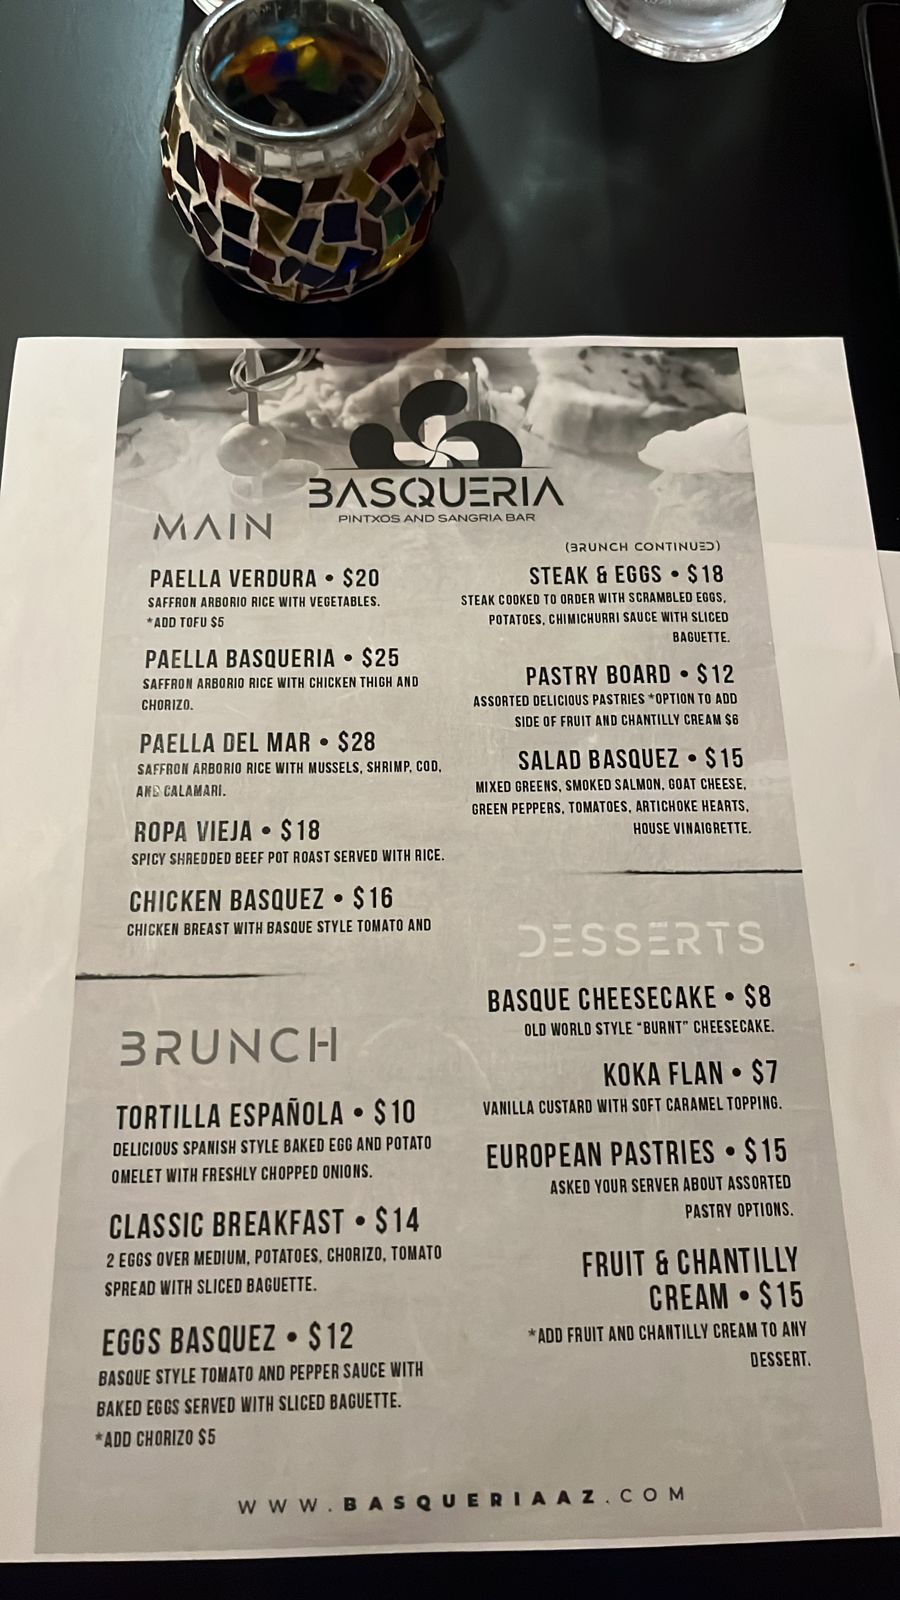 BASQUERIA
PINTXOS AND SANGRIA BAR
MAIN
PAELLA VERDURA • $20
SAFFRON ARBORIO RICE WITH VEGETABLES.
*ADD TOFU $5
PAELLA BASQUERIA • $25
SAFFRON ARBORIO RICE WITH CHICKEN THIGH AND
CHORIZO.
PAELLA DEL MAR • $28
SAFFRON ARBORIO RICE WITH MUSSELS, SHRIMP, COD,
AND CALAMARI.
ROPA VIEJA • $18
SPICY SHREDDED BEEF POT ROAST SERVED WITH RICE.
CHICKEN BASQUEZ • $16
CHICKEN BREAST WITH BASQUE STYLE TOMATO AND
BRUNCH
TORTILLA ESPAÑOLA • $10
DELICIOUS SPANISH STYLE BAKED EGG AND POTATO
OMELET WITH FRESHLY CHOPPED ONIONS.
CLASSIC BREAKFAST • $14
2 EGGS OVER MEDIUM, POTATOES, CHORIZO, TOMATO
SPREAD WITH SLICED BAGUETTE.
EGGS BASQUEZ • $12
BASQUE STYLE TOMATO AND PEPPER SAUCE WITH
BAKED EGGS SERVED WITH SLICED BAGUETTE.
*ADD CHORIZO $5
(BRUNCH CONTINUED)
STEAK & EGGS • $18
STEAK COOKED TO ORDER WITH SCRAMBLED EGGS,
POTATOES, CHIMICHURRI SAUCE WITH SLICED
BAGUETTE.
PASTRY BOARD • $12
ASSORTED DELICIOUS PASTRIES *OPTION TO ADD
SIDE OF FRUIT AND CHANTILLY CREAM $6
SALAD BASQUEZ • $15
MIXED GREENS, SMOKED SALMON, GOAT CHEESE,
GREEN PEPPERS, TOMATOES, ARTICHOKE HEARTS,
HOUSE VINAIGRETTE.
DESSERTS
BASQUE CHEESECAKE • $8
OLD WORLD STYLE "BURNT" CHEESECAKE.
KOKA FLAN • $7
VANILLA CUSTARD WITH SOFT CARAMEL TOPPING.
EUROPEAN PASTRIES • $15
ASKED YOUR SERVER ABOUT ASSORTED
PASTRY OPTIONS.
FRUIT & CHANTILLY
CREAM • $15
*ADD FRUIT AND CHANTILLY CREAM TO ANY
DESSERT.
WWW.BASQUERIAAZ.COM